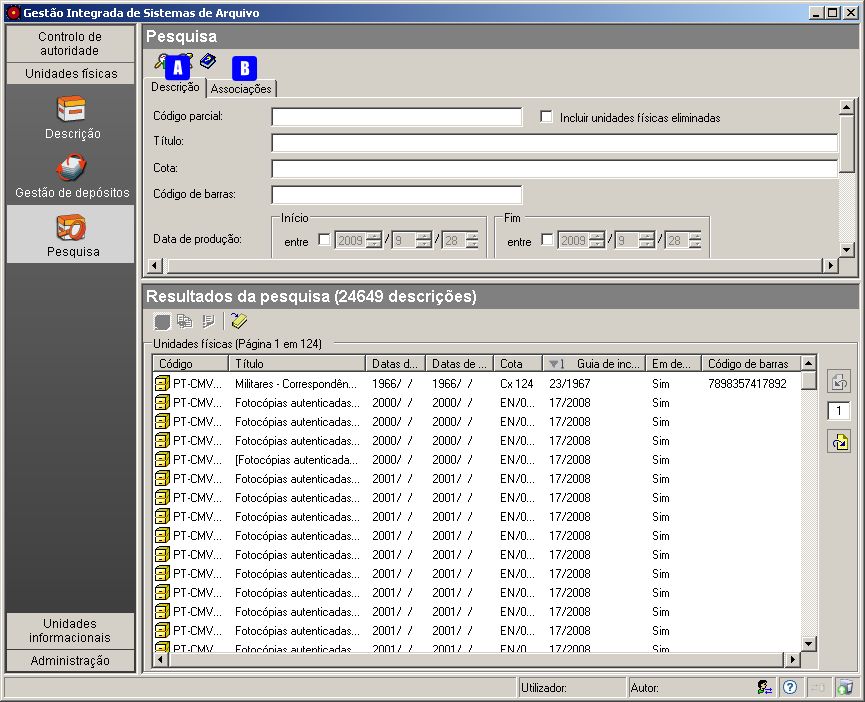 Gestão Integrada de Sistemas de Arquivo
Controlo de
autoridade
Unidades físicas
Descrição
Gestão de depósitos
Pesquisa
Unidades
informacionais
Administração
Pesquisa
A
B
Descrição
Associações
Código parcial:
Incluir unidades físicas eliminadas
Título:
Cota:
Código de barras:
Data de produção:
Início
entre 2009 / 9 / 28
Fim
entre 2009 / 9 / 28
Resultados da pesquisa (24649 descrições)
Unidades físicas (Página 1 em 124)
Código Título Datas d... Datas de ... Cota Guia de inc... Em de... Código de barras
PT-CMV... Militares - Correspondên... 1966/ / 1966/ / Cx 124 23/1967 Sim 7898357417892
PT-CMV... Fotocópias autenticadas... 2000/ / 2000/ / EN/0... 17/2008 Sim
PT-CMV... Fotocópias autenticadas... 2000/ / 2000/ / EN/0... 17/2008 Sim
PT-CMV... Fotocópias autenticadas... 2000/ / 2000/ / EN/0... 17/2008 Sim
PT-CMV... [Fotocópias autenticada... 2000/ / 2000/ / EN/0... 17/2008 Sim
PT-CMV... Fotocópias autenticadas... 2001/ / 2001/ / EN/0... 17/2008 Sim
PT-CMV... Fotocópias autenticadas... 2001/ / 2001/ / EN/0... 17/2008 Sim
PT-CMV... Fotocópias autenticadas... 2001/ / 2001/ / EN/0... 17/2008 Sim
PT-CMV... Fotocópias autenticadas... 2001/ / 2001/ / EN/0... 17/2008 Sim
PT-CMV... Fotocópias autenticadas... 2001/ / 2001/ / EN/0... 17/2008 Sim
PT-CMV... Fotocópias autenticadas... 2001/ / 2001/ / EN/0... 17/2008 Sim
PT-CMV... Fotocópias autenticadas... 2001/ / 2001/ / EN/0... 17/2008 Sim
PT-CMV... Fotocópias autenticadas... 2001/ / 2001/ / EN/0... 17/2008 Sim
PT-CMV... Fotocópias autenticadas... 2001/ / 2001/ / EN/0... 17/2008 Sim
PT-CMV... Fotocópias autenticadas... 2001/ / 2001/ / EN/0... 17/2008 Sim
1
Utilizador:
Autor: